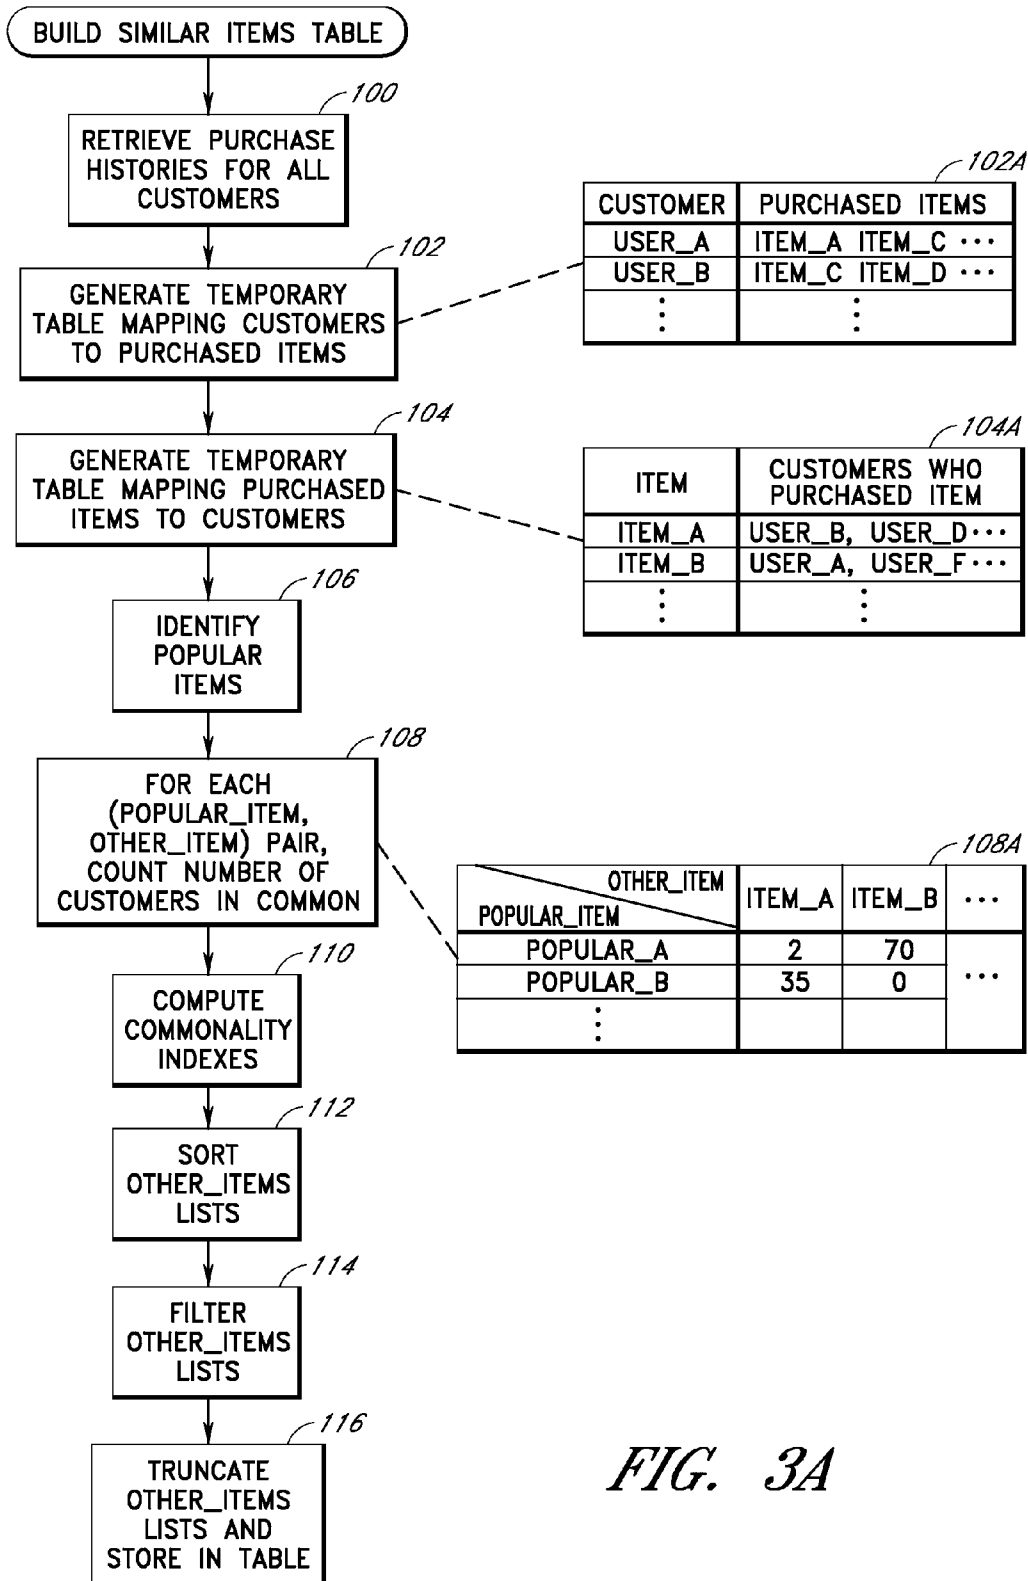 BUILD SIMILAR ITEMS TABLE
100
RETRIEVE PURCHASE
HISTORIES FOR ALL
CUSTOMERS
102
GENERATE TEMPORARY
TABLE MAPPING CUSTOMERS
TO PURCHASED ITEMS
102A
CUSTOMER PURCHASED ITEMS
USER_A ITEM_A ITEM_C ···
USER_B ITEM_C ITEM_D ···
⋮ ⋮
104
GENERATE TEMPORARY
TABLE MAPPING PURCHASED
ITEMS TO CUSTOMERS
104A
ITEM
CUSTOMERS WHO
PURCHASED ITEM
ITEM_A USER_B, USER_D···
ITEM_B USER_A, USER_F···
⋮ ⋮
106
IDENTIFY
POPULAR
ITEMS
108
FOR EACH
(POPULAR_ITEM,
OTHER_ITEM) PAIR,
COUNT NUMBER OF
CUSTOMERS IN COMMON
108A
OTHER_ITEM
POPULAR_ITEM
ITEM_A ITEM_B ···
POPULAR_A 2 70
POPULAR_B 35 0
···
⋮
110
COMPUTE
COMMONALITY
INDEXES
112
SORT
OTHER_ITEMS
LISTS
114
FILTER
OTHER_ITEMS
LISTS
116
TRUNCATE
OTHER_ITEMS
LISTS AND
STORE IN TABLE
FIG. 3A